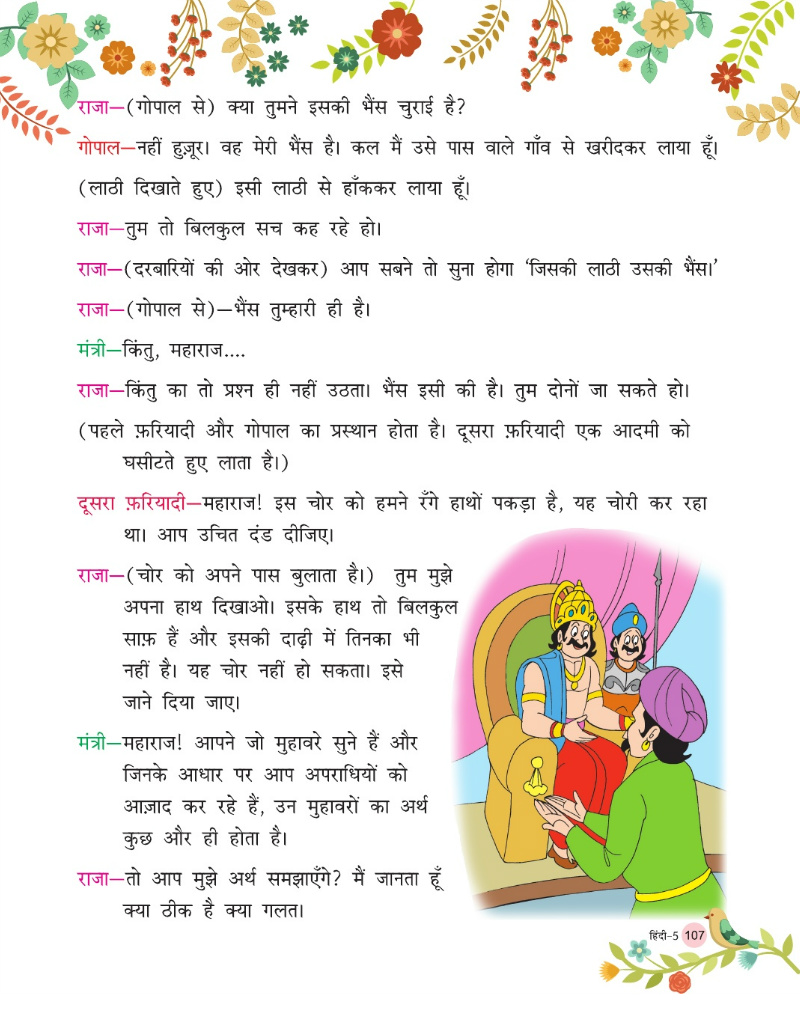 राजा–(गोपाल से) क्या तुमने इसकी भैंस चुराई है?
गोपाल–नहीं हुज़ूर। वह मेरी भैंस है। कल मैं उसे पास वाले गाँव से खरीदकर लाया हूँ।
(लाठी दिखाते हुए) इसी लाठी से हाँककर लाया हूँ।
राजा–तुम तो बिलकुल सच कह रहे हो।
राजा–(दरबारियों की ओर देखकर) आप सबने तो सुना होगा ‘जिसकी लाठी उसकी भैंस।’
राजा–(गोपाल से)–भैंस तुम्हारी ही है।
मंत्री–किंतु, महाराज....
राजा–किंतु का तो प्रश्न ही नहीं उठता। भैंस इसी की है। तुम दोनों जा सकते हो।
(पहले फ़रियादी और गोपाल का प्रस्थान होता है। दूसरा फ़रियादी एक आदमी को
घसीटते हुए लाता है।)
दूसरा फ़रियादी–महाराज! इस चोर को हमने रँगे हाथों पकड़ा है, यह चोरी कर रहा
था। आप उचित दंड दीजिए।
राजा–(चोर को अपने पास बुलाता है।) तुम मुझे
अपना हाथ दिखाओ। इसके हाथ तो बिलकुल
साफ़ हैं और इसकी दाढ़ी में तिनका भी
नहीं है। यह चोर नहीं हो सकता। इसे
जाने दिया जाए।
मंत्री–महाराज! आपने जो मुहावरे सुने हैं और
जिनके आधार पर आप अपराधियों को
आज़ाद कर रहे हैं, उन मुहावरों का अर्थ
कुछ और ही होता है।
राजा–तो आप मुझे अर्थ समझाएँगे? मैं जानता हूँ
क्या ठीक है क्या गलत।
हिंदी–5 107